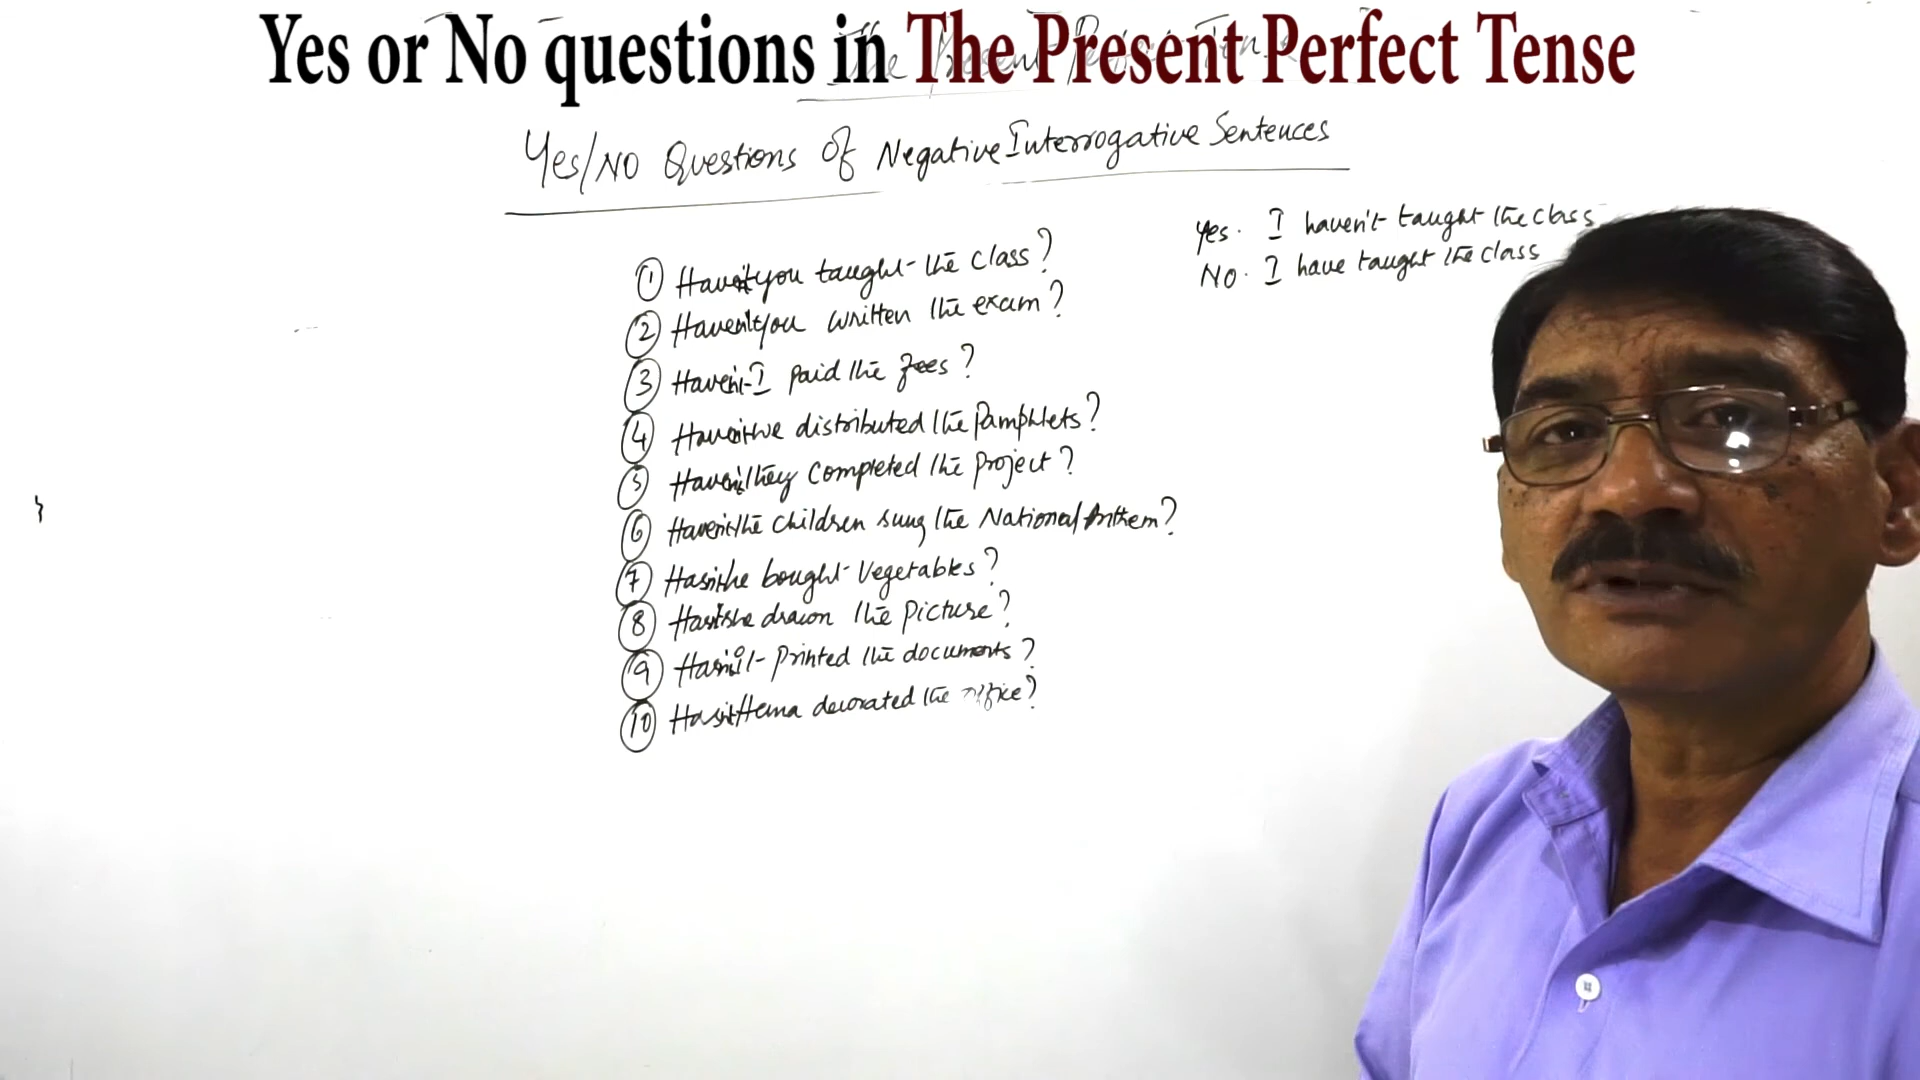 Yes or No questions in The Present Perfect Tense
Yes/NO Questions Of Negative Interrogative Sentences
Yes. I haven't taught the class
No. I have taught the class
① Haven't you taught the class?
② Haven't you written the exam?
③ Haven't I paid the fees?
④ Haven't we distributed the Pamphlets?
⑤ Haven't they completed the project?
⑥ Haven't the children sung the National Anthem?
⑦ Hasn't he bought vegetables?
⑧ Hasn't she drawn the picture?
⑨ Hasn't it printed the documents?
⑩ Hasn't Hema decorated the office?